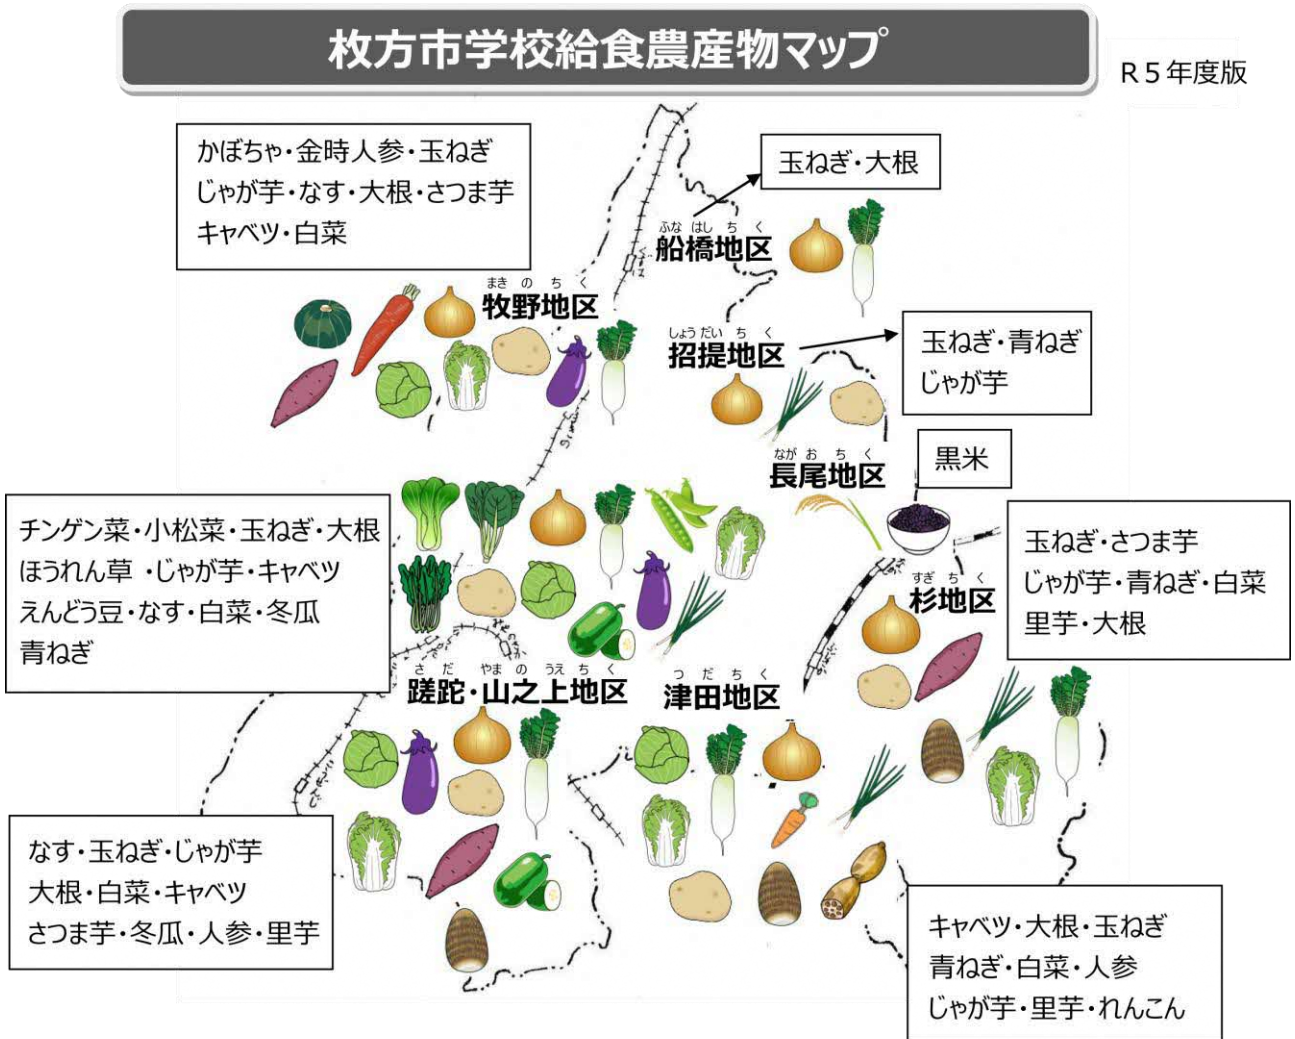 枚方市学校給食農産物マップ
R5年度版
かぼちゃ・金時人参・玉ねぎ
じゃが芋・なす・大根・さつま芋
キャベツ・白菜
玉ねぎ・大根
ふなはしちく
船橋地区
まきのちく
牧野地区
しょうだいちく
招提地区
玉ねぎ・青ねぎ
じゃが芋
ながおちく
長尾地区
黒米
チンゲン菜・小松菜・玉ねぎ・大根
ほうれん草・じゃが芋・キャベツ
えんどう豆・なす・白菜・冬瓜
青ねぎ
玉ねぎ・さつま芋
じゃが芋・青ねぎ・白菜
里芋・大根
すぎちく
杉地区
さだ やまのうえちく
蹉跎・山之上地区
つだちく
津田地区
なす・玉ねぎ・じゃが芋
大根・白菜・キャベツ
さつま芋・冬瓜・人参・里芋
キャベツ・大根・玉ねぎ
青ねぎ・白菜・人参
じゃが芋・里芋・れんこん